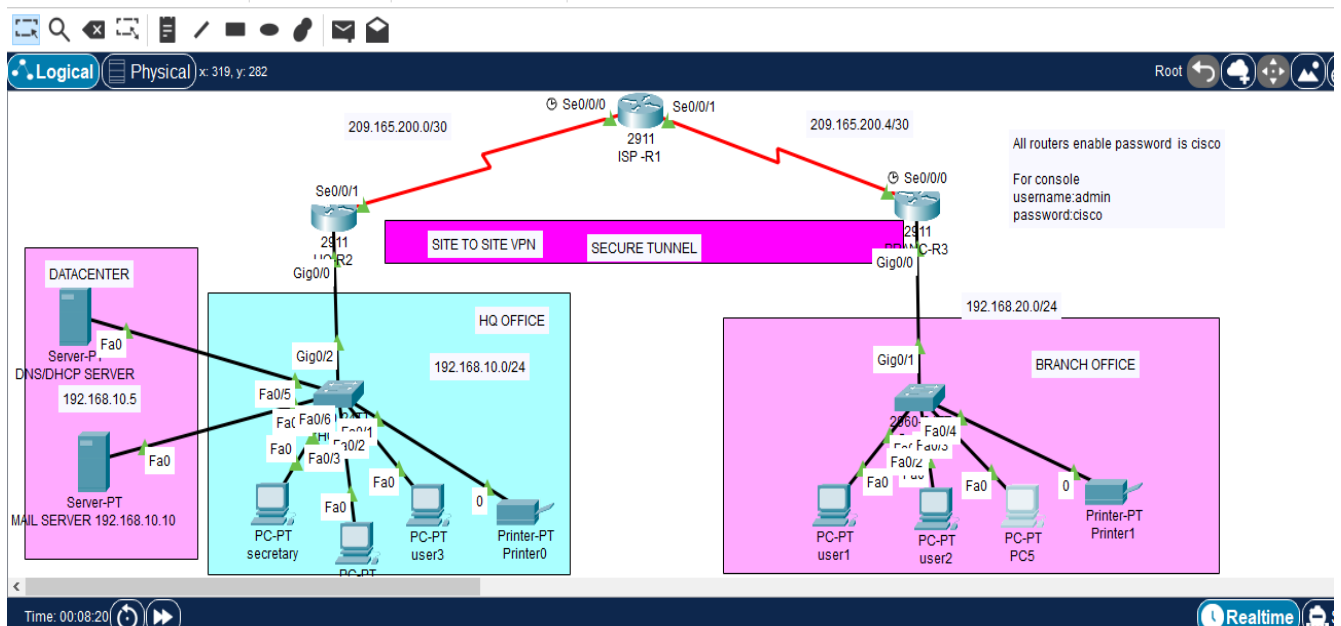 Logical
Physical
x: 319, y: 282
Root
Se0/0/0
Se0/0/1
209.165.200.0/30
2911
ISP -R1
209.165.200.4/30
All routers enable password is cisco
For console
username:admin
password:cisco
Se0/0/1
Se0/0/0
2911
R2
Gig0/0
SITE TO SITE VPN
SECURE TUNNEL
2911
C-R3
Gig0/0
DATACENTER
Fa0
Server-PT
DNS/DHCP SERVER
192.168.10.5
Fa0
Server-PT
MAIL SERVER 192.168.10.10
HQ OFFICE
192.168.10.0/24
Gig0/2
Fa0/5
Fa0/6
Fa0/1
Fa0/2
Fa0/3
Fa0
Fa0
Fa0
0
PC-PT
secretary
PC-PT
PC-PT
user3
Printer-PT
Printer0
192.168.20.0/24
BRANCH OFFICE
Gig0/1
Fa0/4
Fa0/3
Fa0/2
Fa0
Fa0
0
PC-PT
user1
PC-PT
user2
PC-PT
PC5
Printer-PT
Printer1
Time: 00:08:20
Realtime